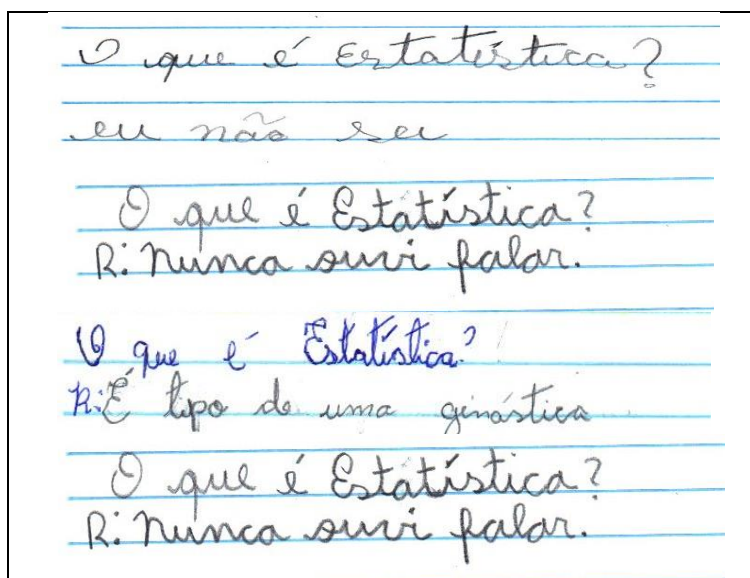 O que é Estatística?
eu não sei
O que é Estatística?
R: Nunca ouvi falar.
O que é Estatística?
R: É tipo de uma ginástica
O que é Estatística?
R: Nunca ouvi falar.